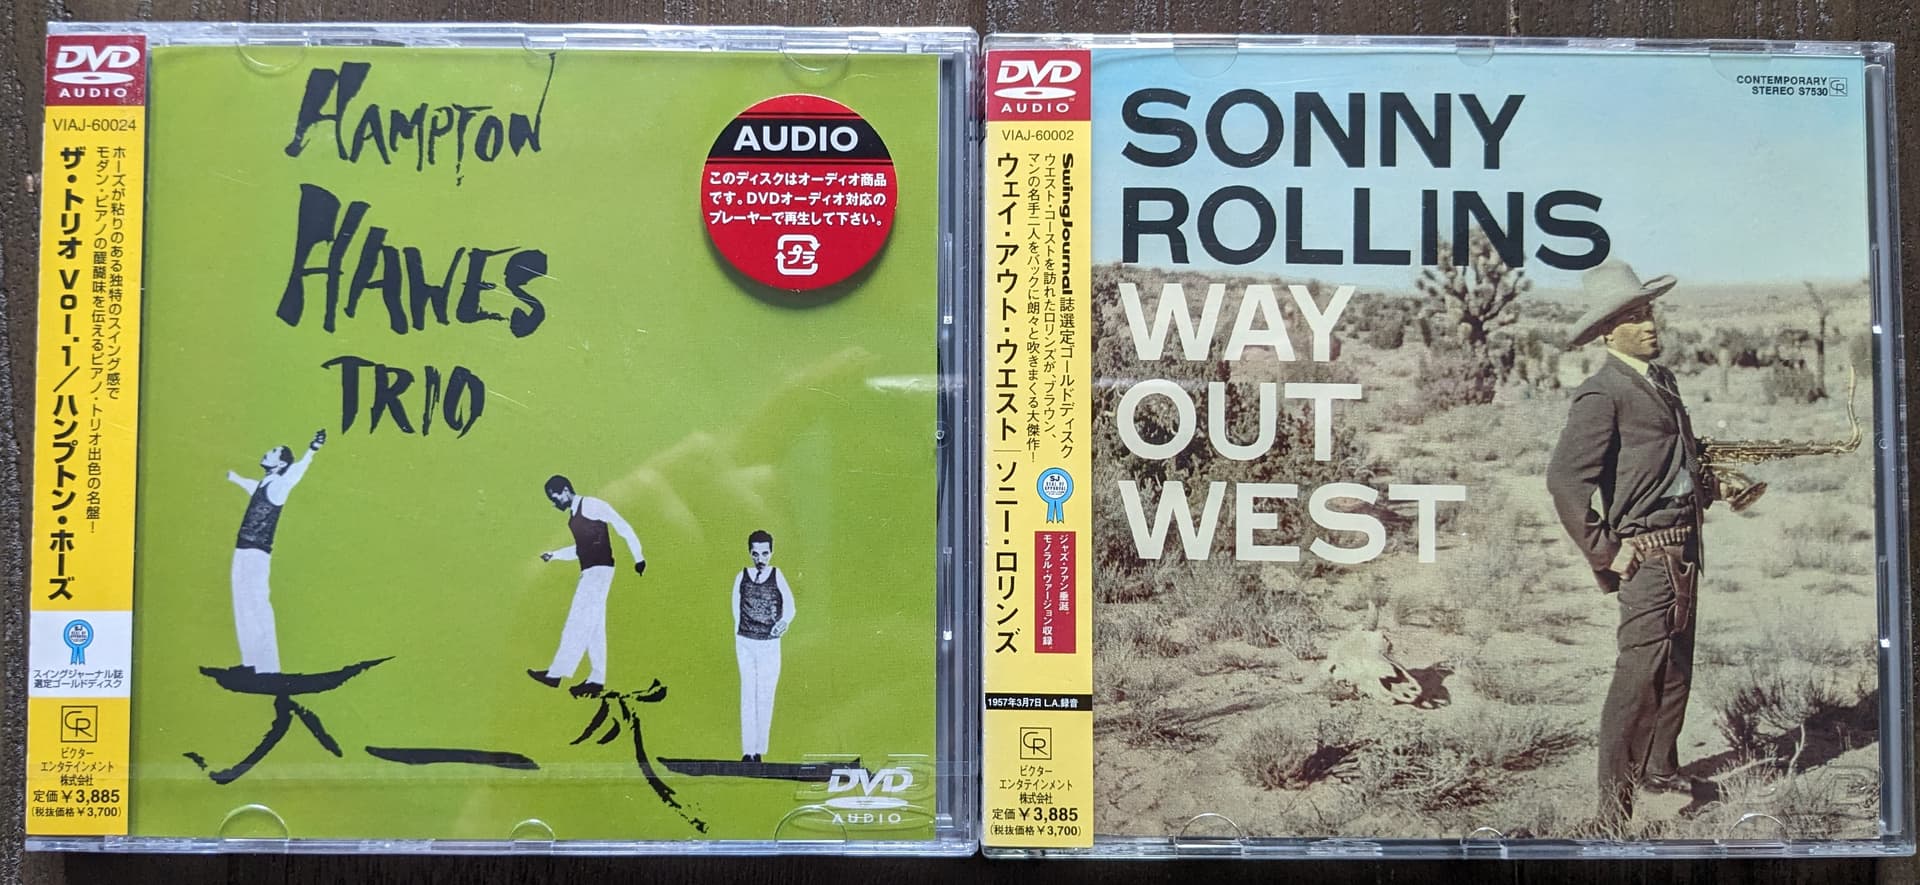 DVD
AUDIO
VIAJ-60024
ホーズが粘りのある独特のスイング感で
モダン・ピアノの醍醐味を伝えるピアノ・トリオ出色の名盤!
ザ・トリオ Vol.1/ハンプトン・ホーズ
SJ
スイングジャーナル誌
選定ゴールドディスク
CR
ビクター
エンタテインメント
株式会社
定価￥3,885
(税抜価格￥3,700)
HAMPTON
HAWES
TRIO
AUDIO
このディスクはオーディオ商品
です。DVDオーディオ対応の
プレーヤーで再生して下さい。
プラ
DVD
AUDIO
DVD
AUDIO
VIAJ-60002
SwingJournal誌選定ゴールドディスク
ウエスト・コーストを訪れたロリンズが、ブラウン、
マンの名手二人をバックに朗々と吹きまくる大傑作!
ウェイ・アウト・ウエスト|ソニー・ロリンズ
SJ
ジャズ・ファン垂涎、
モノラル・ヴァージョン収録。
1957年3月7日 L.A.録音
CR
ビクター
エンタテインメント
株式会社
定価￥3,885
(税抜価格￥3,700)
CONTEMPORARY
STEREO S7530
CR
SONNY
ROLLINS
WAY
OUT
WEST